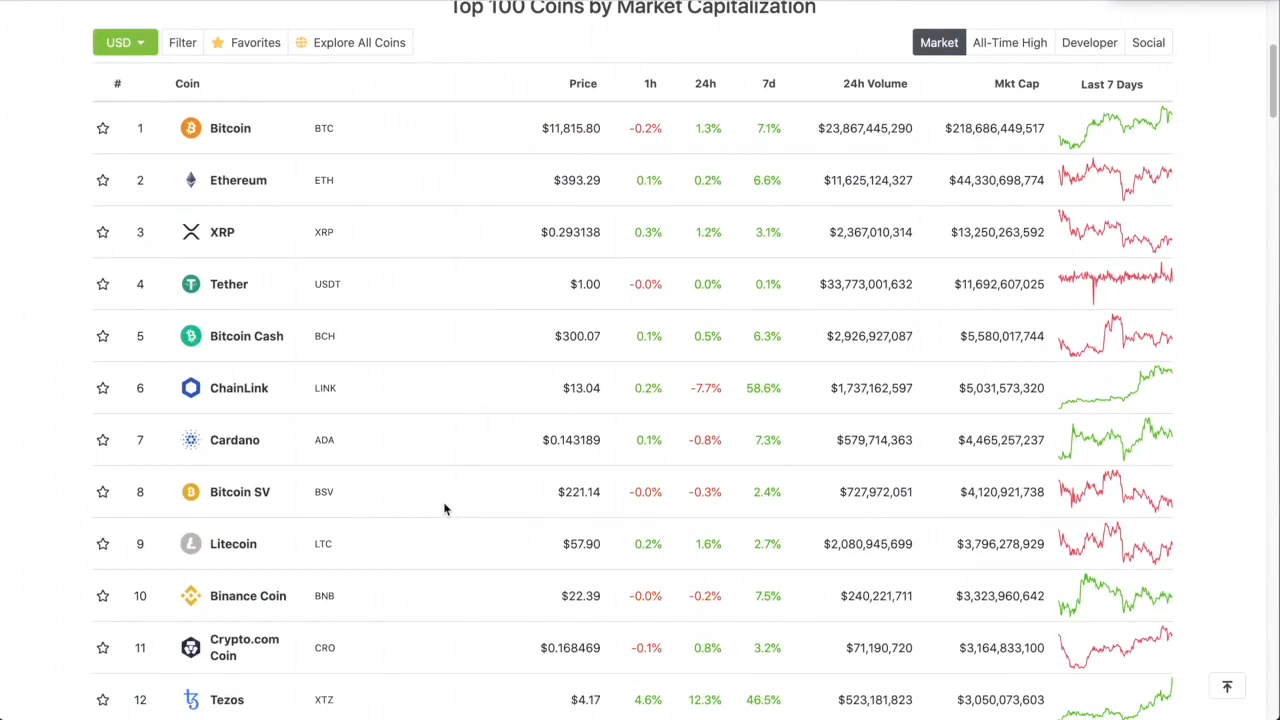 Top 100 Coins by Market Capitalization
USD Filter Favorites Explore All Coins Market All-Time High Developer Social
# Coin Price 1h 24h 7d 24h Volume Mkt Cap Last 7 Days
1 Bitcoin BTC $11,815.80 -0.2% 1.3% 7.1% $23,867,445,290 $218,686,449,517
2 Ethereum ETH $393.29 0.1% 0.2% 6.6% $11,625,124,327 $44,330,698,774
3 XRP XRP $0.293138 0.3% 1.2% 3.1% $2,367,010,314 $13,250,263,592
4 Tether USDT $1.00 -0.0% 0.0% 0.1% $33,773,001,632 $11,692,607,025
5 Bitcoin Cash BCH $300.07 0.1% 0.5% 6.3% $2,926,927,087 $5,580,017,744
6 ChainLink LINK $13.04 0.2% -7.7% 58.6% $1,737,162,597 $5,031,573,320
7 Cardano ADA $0.143189 0.1% -0.8% 7.3% $579,714,363 $4,465,257,237
8 Bitcoin SV BSV $221.14 -0.0% -0.3% 2.4% $727,972,051 $4,120,921,738
9 Litecoin LTC $57.90 0.2% 1.6% 2.7% $2,080,945,699 $3,796,278,929
10 Binance Coin BNB $22.39 -0.0% -0.2% 7.5% $240,221,711 $3,323,960,642
11 Crypto.com Coin CRO $0.168469 -0.1% 0.8% 3.2% $71,190,720 $3,164,833,100
12 Tezos XTZ $4.17 4.6% 12.3% 46.5% $523,181,823 $3,050,073,603